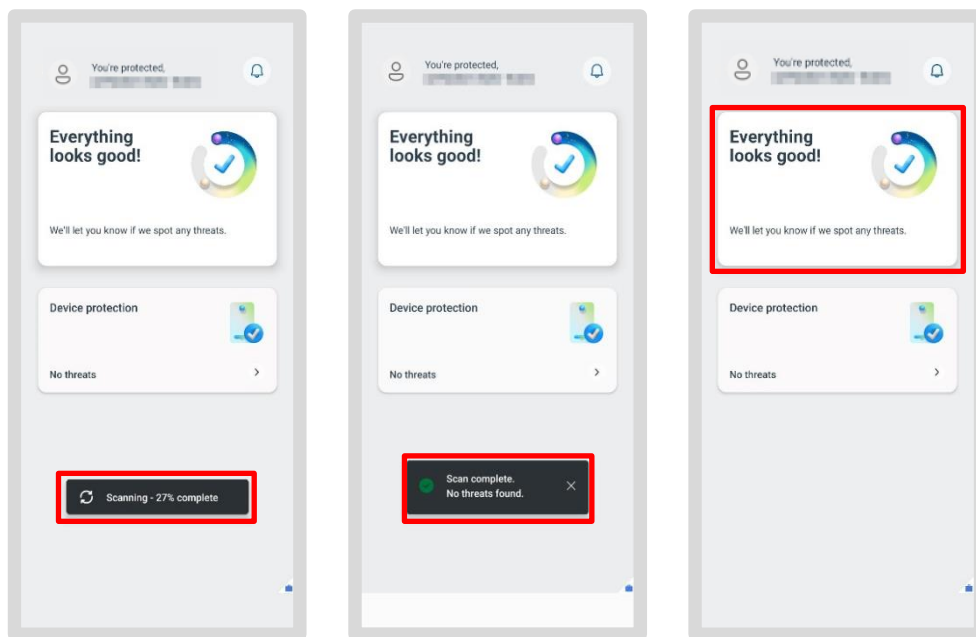 You're protected,
Everything
looks good!
We'll let you know if we spot any threats.
Device protection
No threats
Scanning - 27% complete
You're protected,
Everything
looks good!
We'll let you know if we spot any threats.
Device protection
No threats
Scan complete.
No threats found.
You're protected,
Everything
looks good!
We'll let you know if we spot any threats.
Device protection
No threats